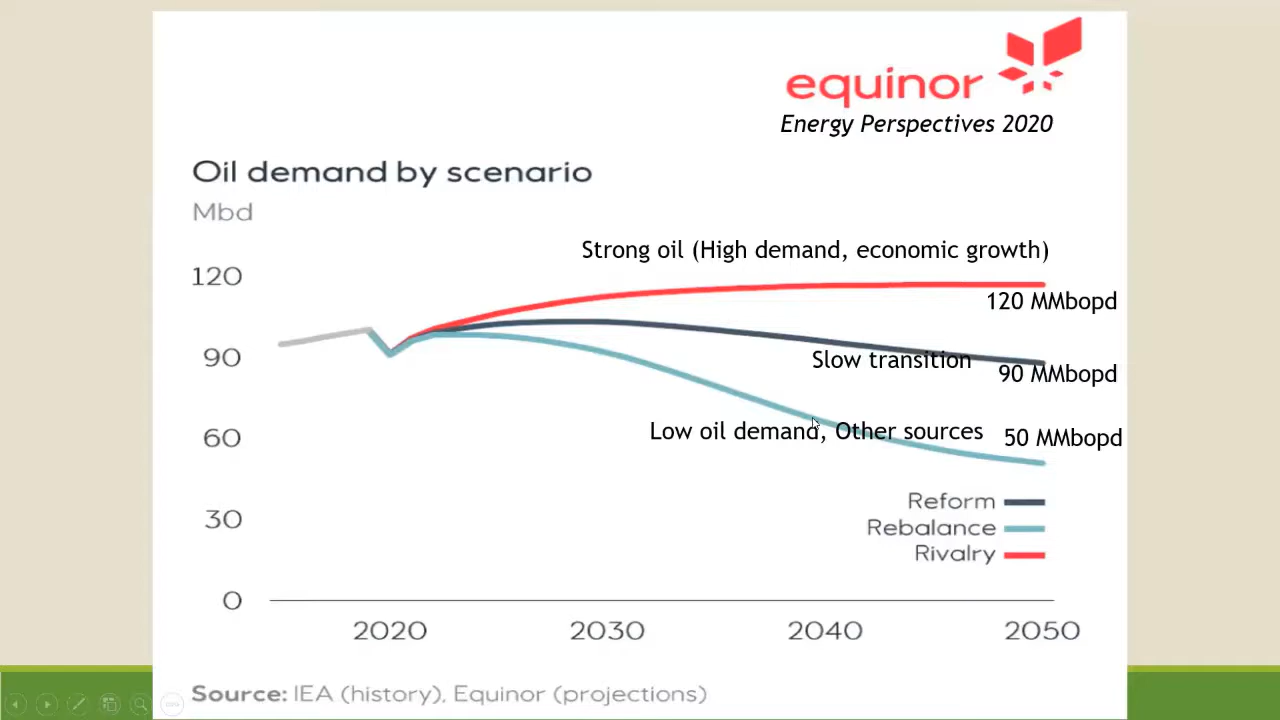 equinor
Energy Perspectives 2020
Oil demand by scenario
Mbd
Strong oil (High demand, economic growth)
120
120 MMbopd
90
Slow transition
90 MMbopd
60
Low oil demand, Other sources
50 MMbopd
Reform
30
Rebalance
Rivalry
0
2020 2030 2040 2050
Source: IEA (history), Equinor (projections)